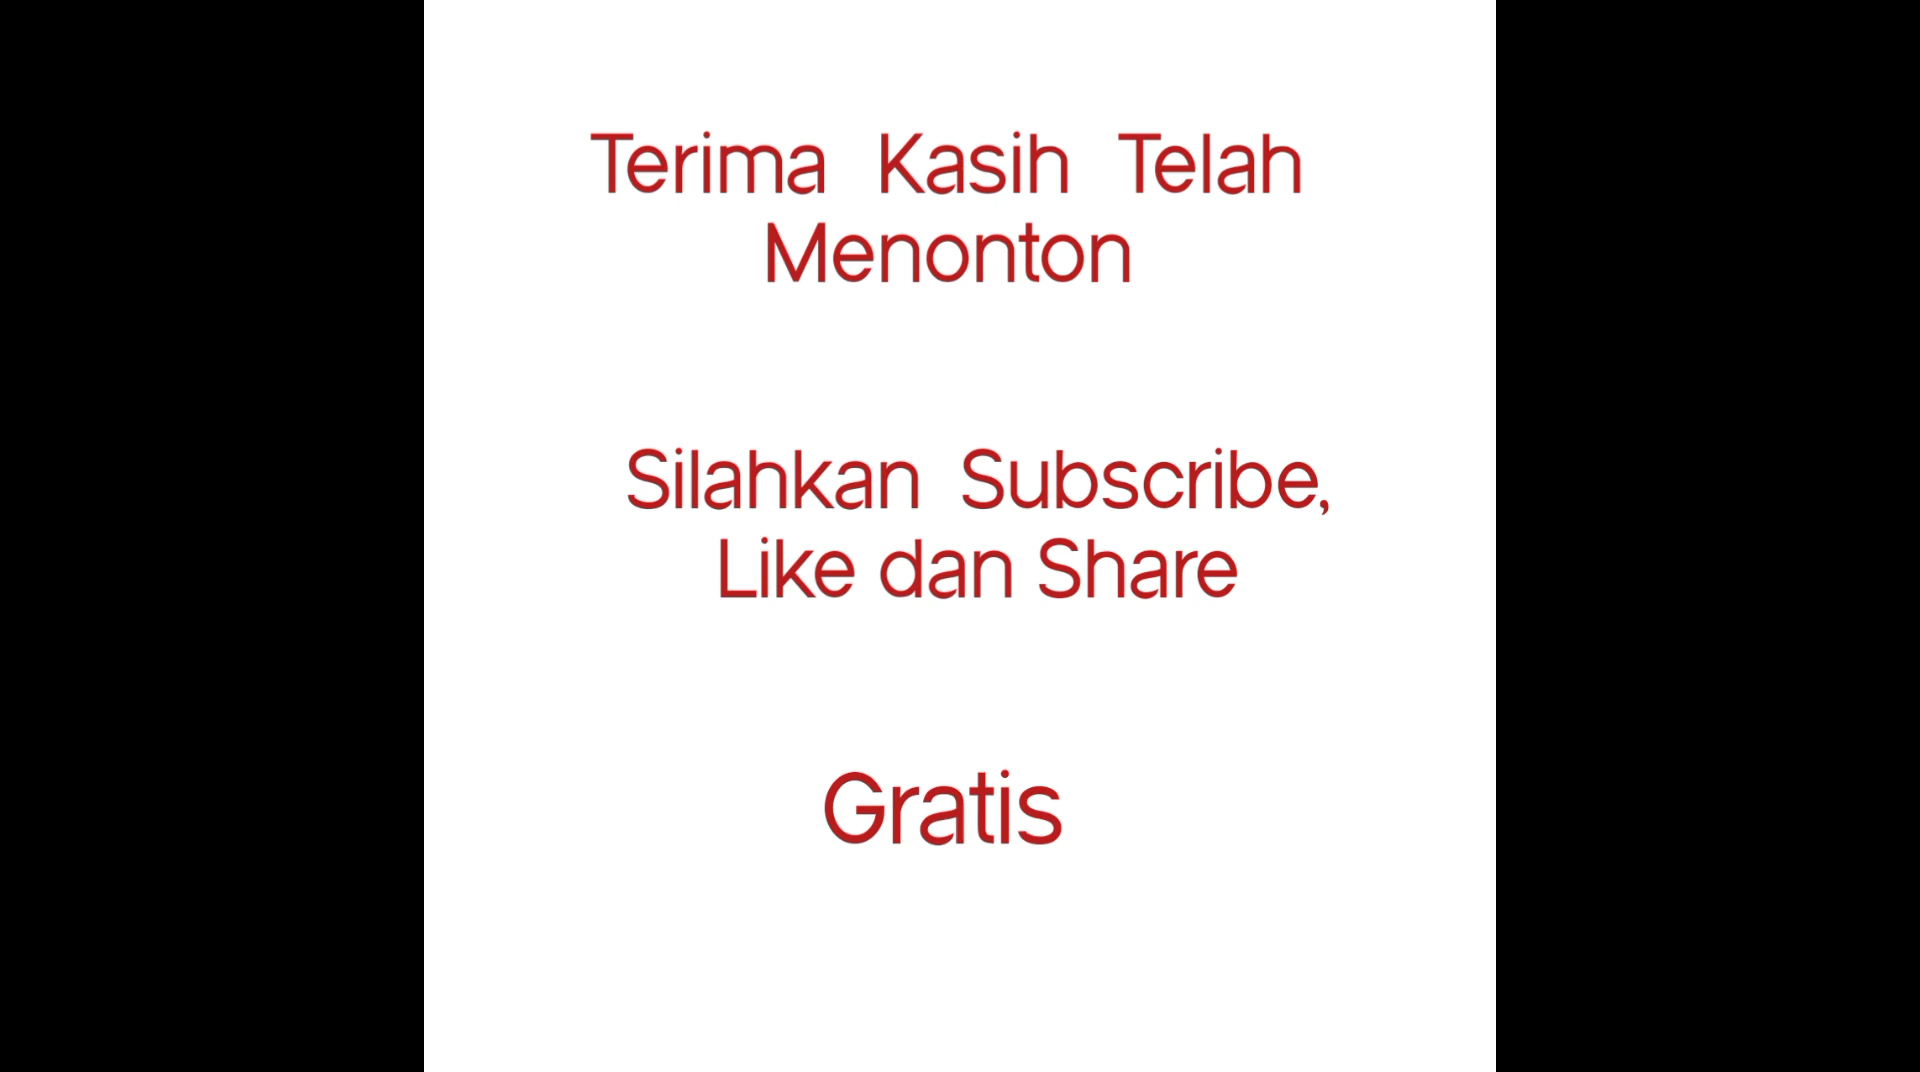 Terima Kasih Telah
Menonton
Silahkan Subscribe,
Like dan Share
Gratis